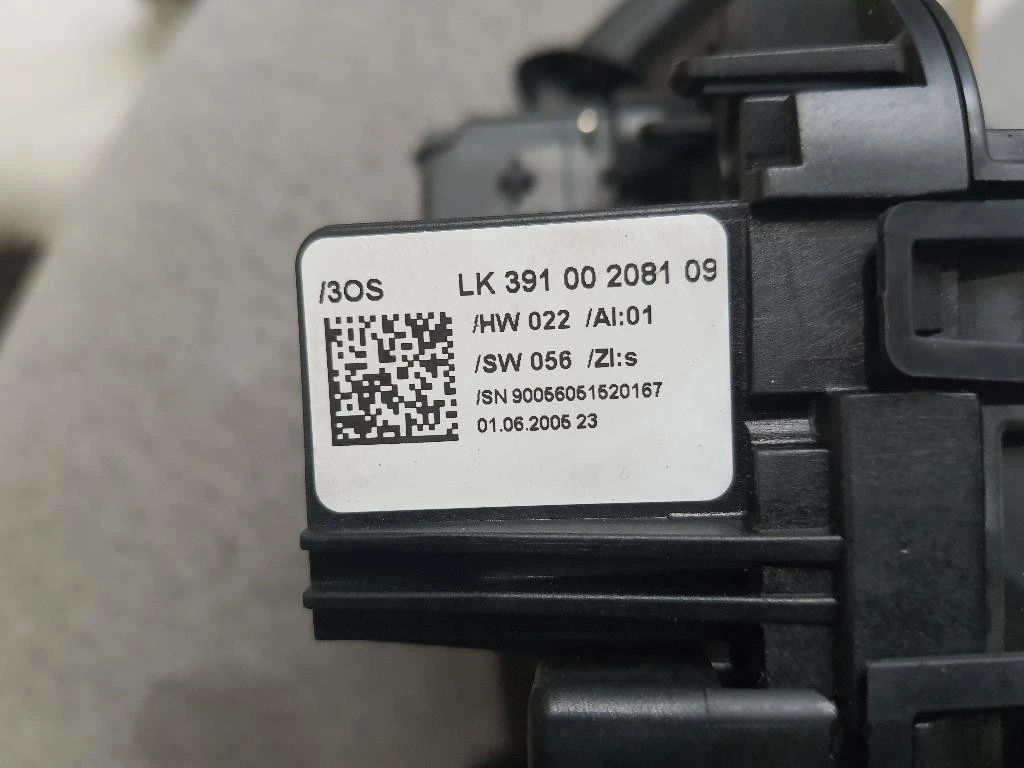 /3OS LK 391 00 2081 09
/HW 022 /AI:01
/SW 056 /ZI:s
/SN 90056051520167
01.06.2005 23